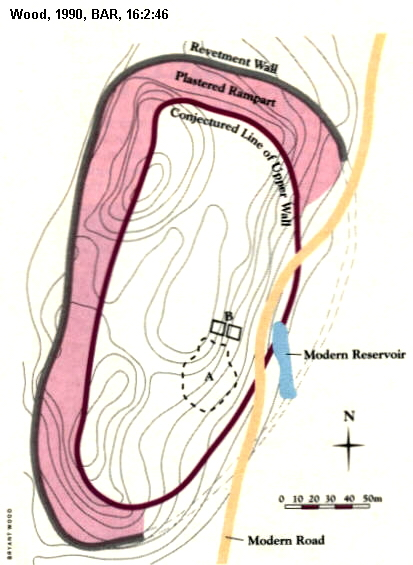 Wood, 1990, BAR, 16:2:46
Revetment Wall
Plastered Rampart
Conjectured Line of Upper Wall
B
A
Modern Reservoir
N
0 10 20 30 40 50m
Modern Road
BRYANT WOOD